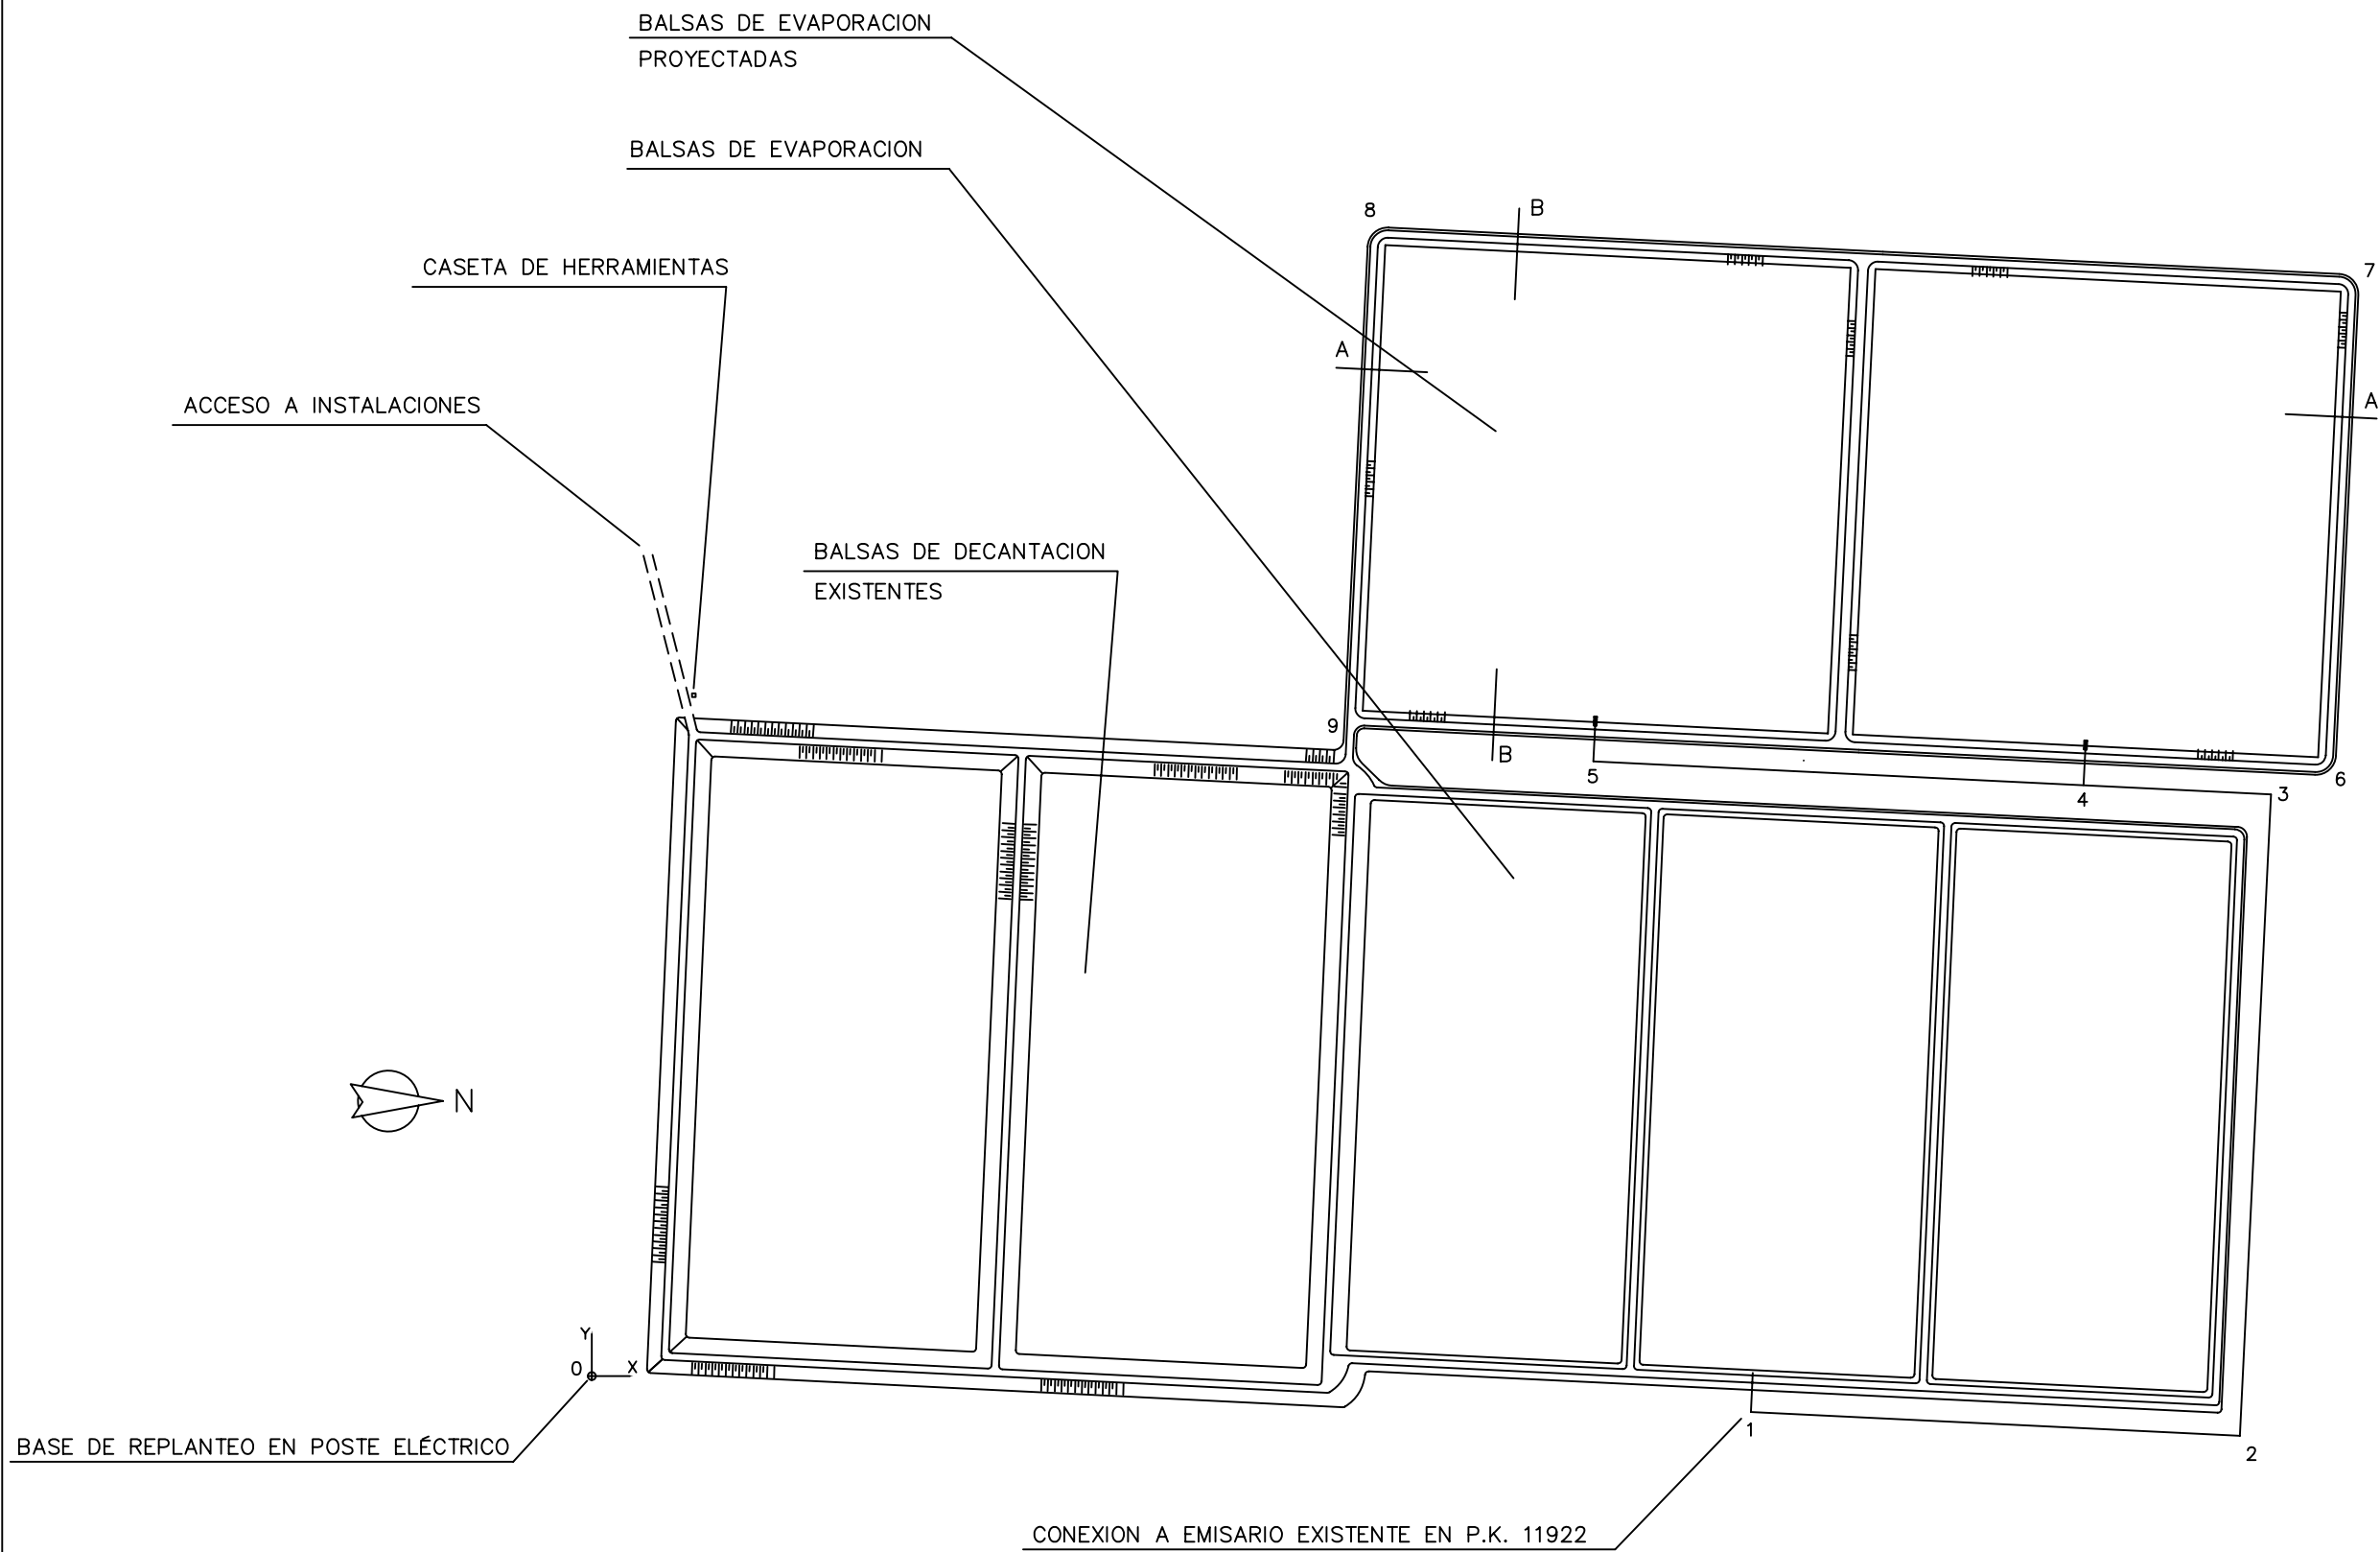 BALSAS DE EVAPORACION
PROYECTADAS
BALSAS DE EVAPORACION
8
B
CASETA DE HERRAMIENTAS
7
A
A
ACCESO A INSTALACIONES
BALSAS DE DECANTACION
EXISTENTES
9
B
5
4
3
6
N
Y
O
X
BASE DE REPLANTEO EN POSTE ELÉCTRICO
1
2
CONEXION A EMISARIO EXISTENTE EN P.K. 11922